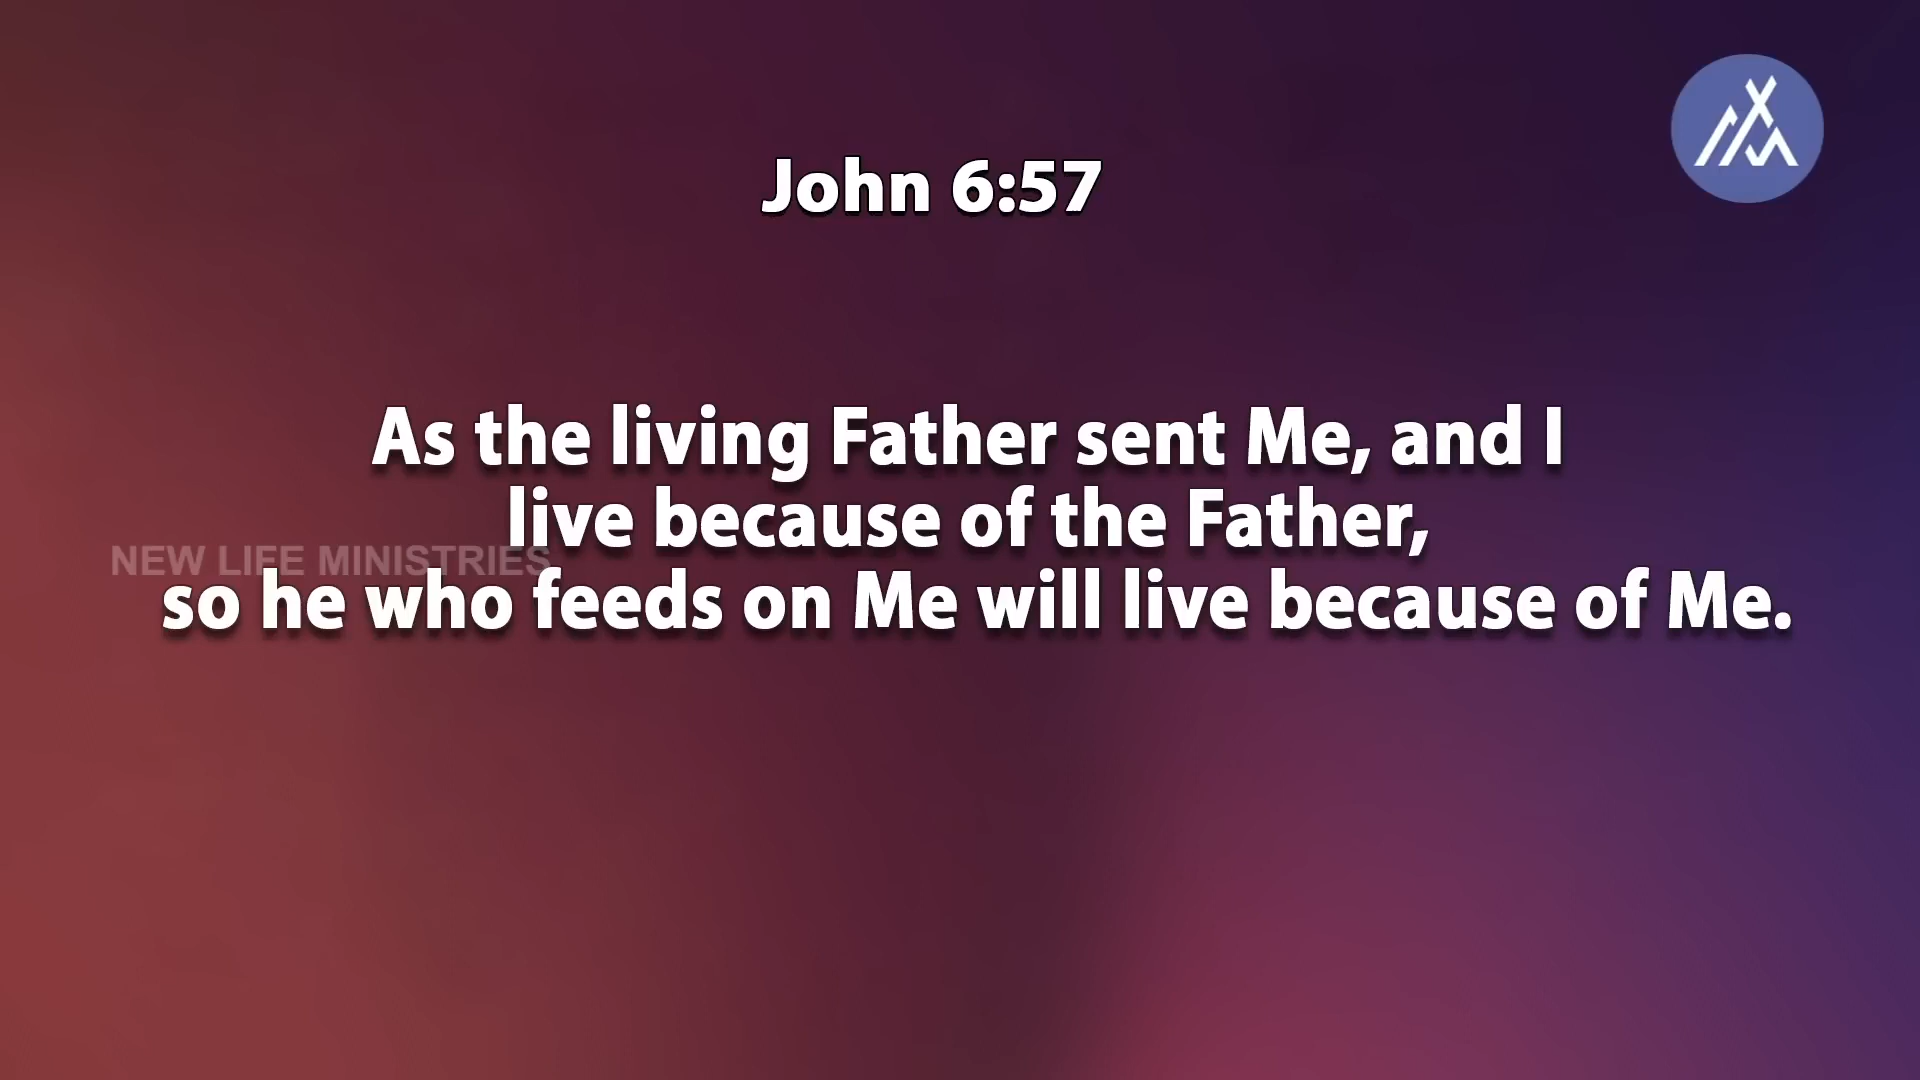 John 6:57
As the living Father sent Me, and I
live because of the Father,
NEW LIFE MINISTRIES
so he who feeds on Me will live because of Me.